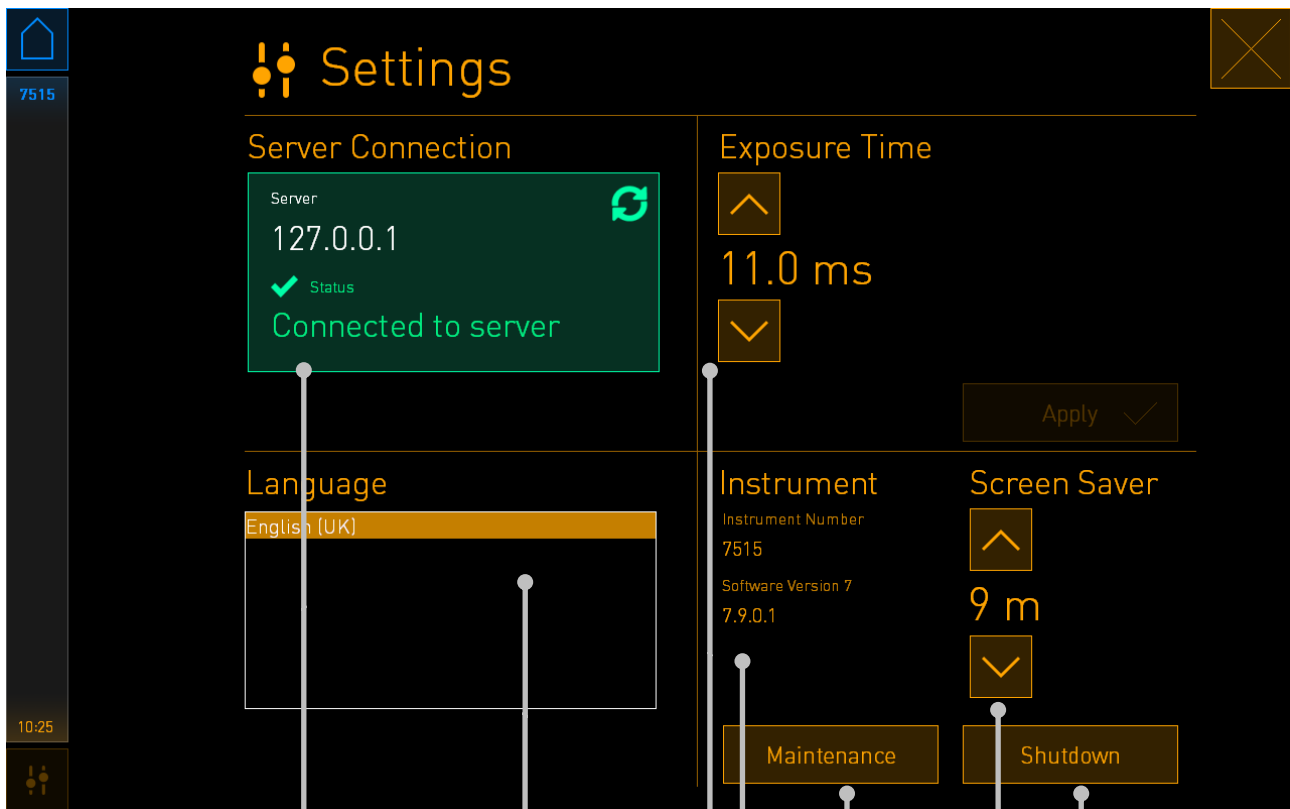 7515
Settings
Server Connection
Server
127.0.0.1
Status
Connected to server
Exposure Time
11.0 ms
Apply
Language
English (UK)
Instrument
Instrument Number
7515
Software Version 7
7.9.0.1
Screen Saver
9 m
Maintenance
Shutdown
10:25